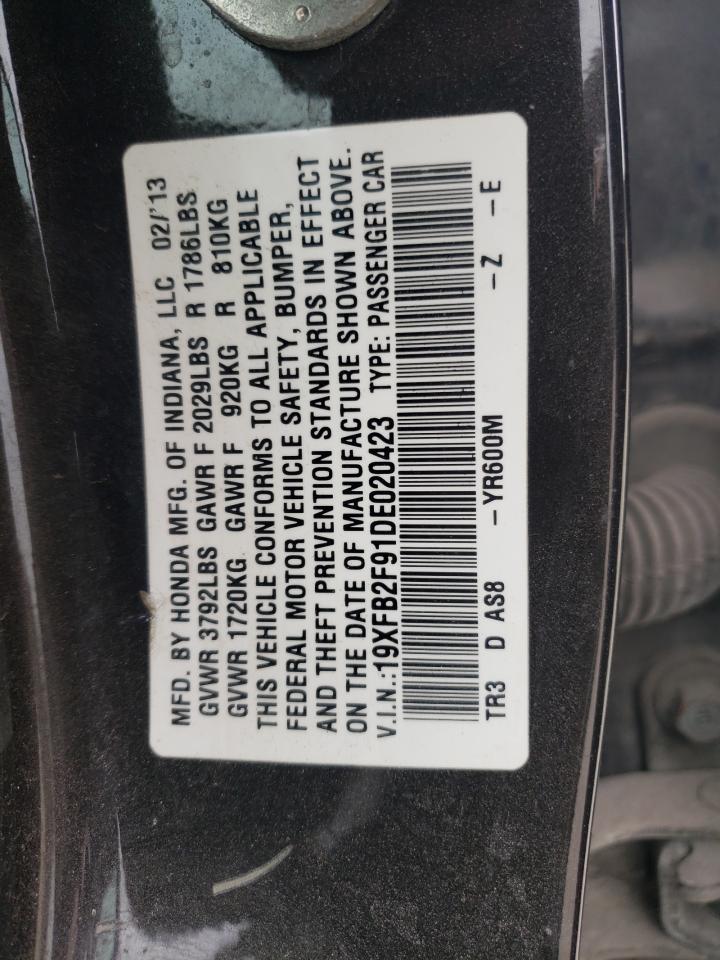 MFD. BY HONDA MFG. OF INDIANA, LLC 02/'13
GVWR 3792LBS GAWR F 2029LBS R 1786LBS
GVWR 1720KG GAWR F 920KG R 810KG
THIS VEHICLE CONFORMS TO ALL APPLICABLE
FEDERAL MOTOR VEHICLE SAFETY, BUMPER,
AND THEFT PREVENTION STANDARDS IN EFFECT
ON THE DATE OF MANUFACTURE SHOWN ABOVE.
V.I.N.:19XFB2F91DE020423 TYPE: PASSENGER CAR
TR3 D AS8 -YR600M -Z -E